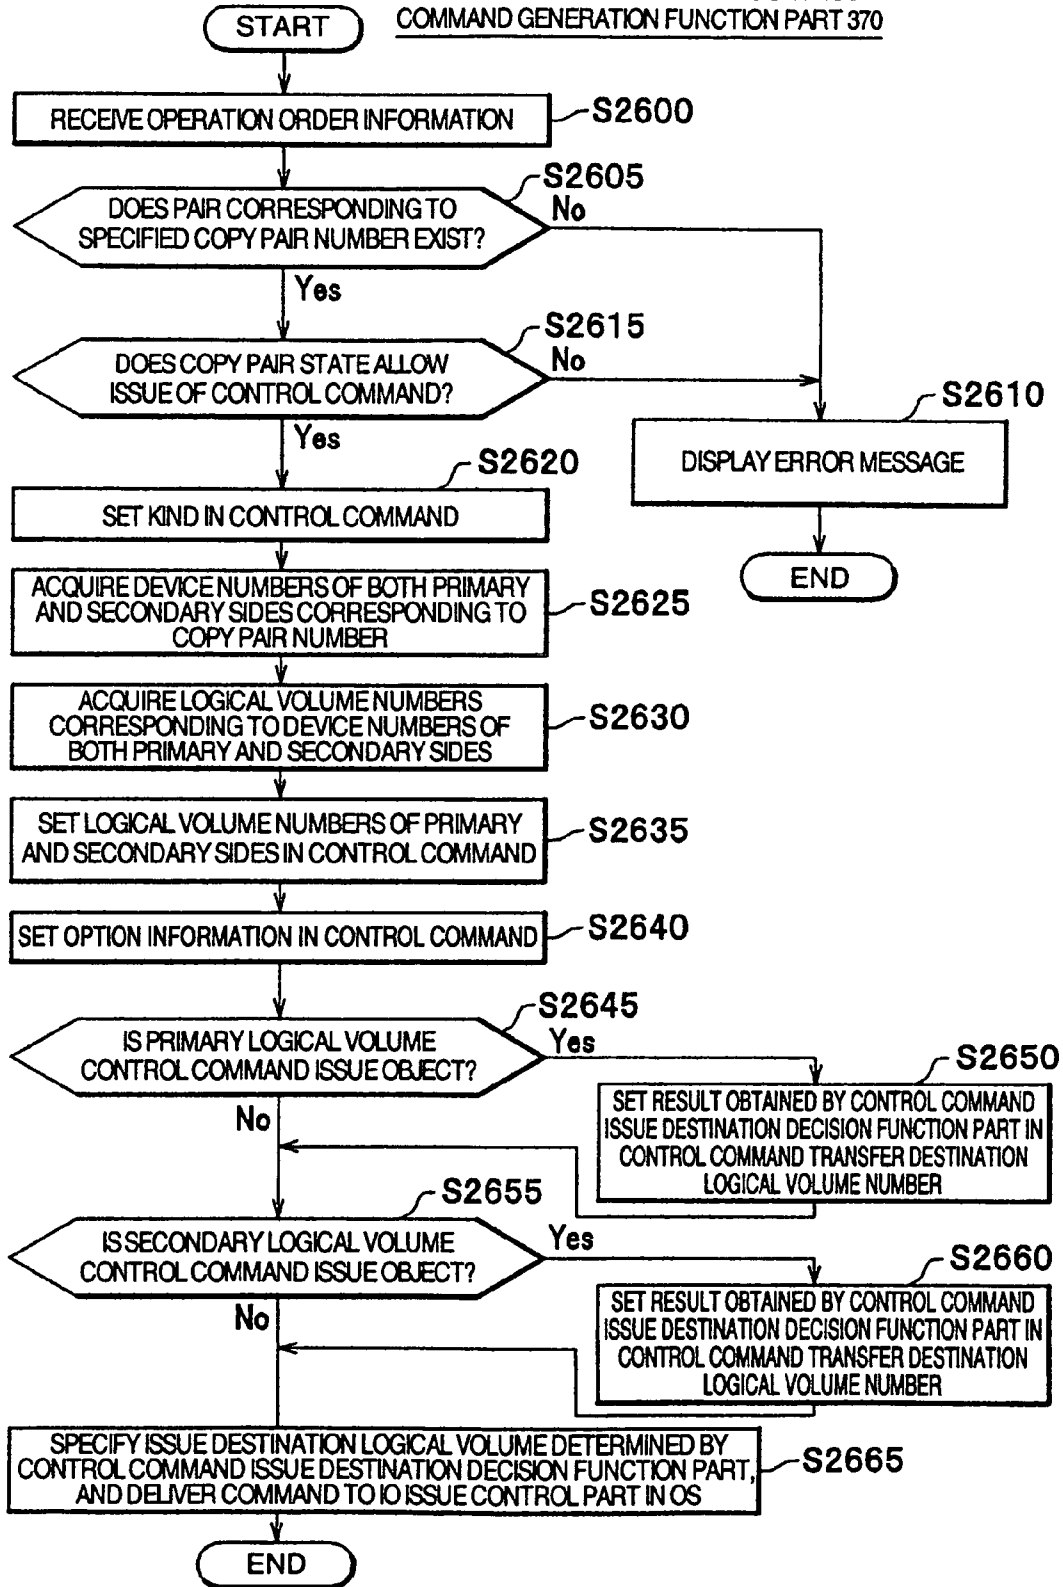 COMMAND GENERATION FUNCTION PART 370
START
RECEIVE OPERATION ORDER INFORMATION
S2600
S2605
DOES PAIR CORRESPONDING TO
SPECIFIED COPY PAIR NUMBER EXIST?
No
Yes
S2615
DOES COPY PAIR STATE ALLOW
ISSUE OF CONTROL COMMAND?
No
Yes
S2610
DISPLAY ERROR MESSAGE
END
S2620
SET KIND IN CONTROL COMMAND
ACQUIRE DEVICE NUMBERS OF BOTH PRIMARY
AND SECONDARY SIDES CORRESPONDING TO
COPY PAIR NUMBER
S2625
ACQUIRE LOGICAL VOLUME NUMBERS
CORRESPONDING TO DEVICE NUMBERS OF
BOTH PRIMARY AND SECONDARY SIDES
S2630
SET LOGICAL VOLUME NUMBERS OF PRIMARY
AND SECONDARY SIDES IN CONTROL COMMAND
S2635
SET OPTION INFORMATION IN CONTROL COMMAND
S2640
S2645
IS PRIMARY LOGICAL VOLUME
CONTROL COMMAND ISSUE OBJECT?
Yes
No
S2650
SET RESULT OBTAINED BY CONTROL COMMAND
ISSUE DESTINATION DECISION FUNCTION PART IN
CONTROL COMMAND TRANSFER DESTINATION
LOGICAL VOLUME NUMBER
S2655
IS SECONDARY LOGICAL VOLUME
CONTROL COMMAND ISSUE OBJECT?
Yes
No
S2660
SET RESULT OBTAINED BY CONTROL COMMAND
ISSUE DESTINATION DECISION FUNCTION PART IN
CONTROL COMMAND TRANSFER DESTINATION
LOGICAL VOLUME NUMBER
SPECIFY ISSUE DESTINATION LOGICAL VOLUME DETERMINED BY
CONTROL COMMAND ISSUE DESTINATION DECISION FUNCTION PART,
AND DELIVER COMMAND TO IO ISSUE CONTROL PART IN OS
S2665
END